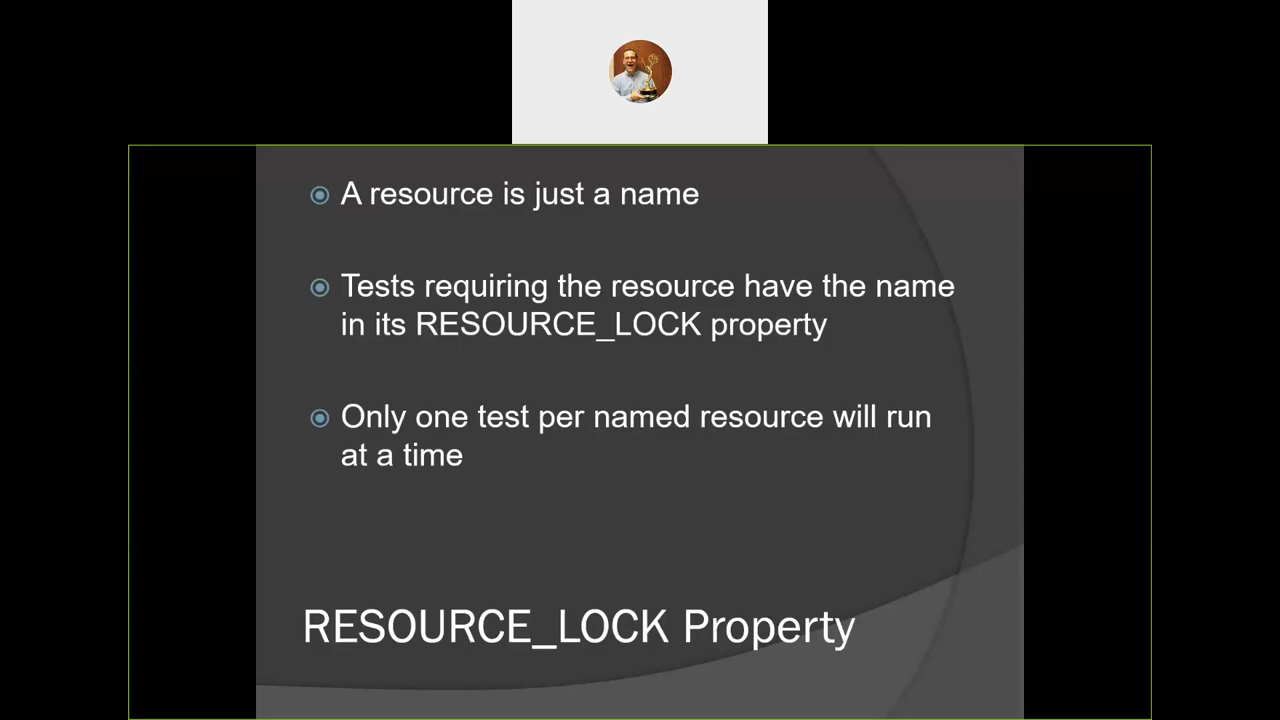 A resource is just a name
Tests requiring the resource have the name
in its RESOURCE_LOCK property
Only one test per named resource will run
at a time
RESOURCE_LOCK Property